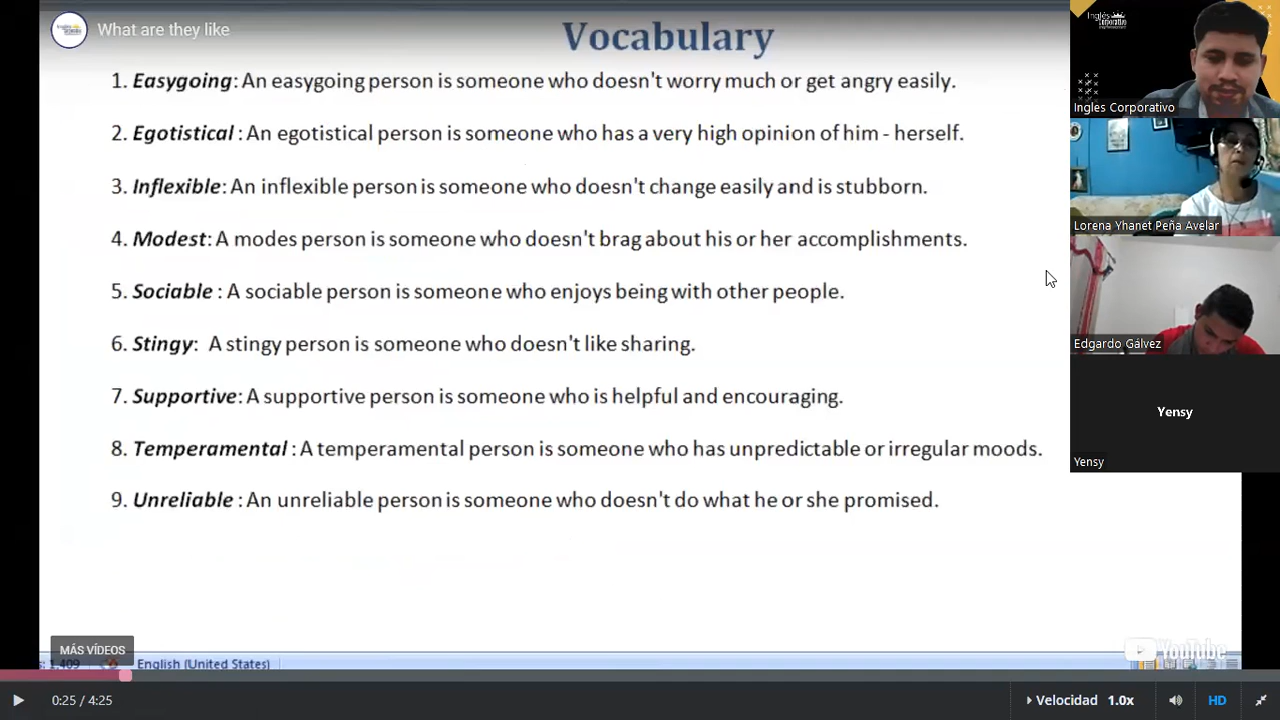 What are they like
Vocabulary
1. Easygoing: An easygoing person is someone who doesn't worry much or get angry easily.
2. Egotistical : An egotistical person is someone who has a very high opinion of him - herself.
3. Inflexible: An inflexible person is someone who doesn't change easily and is stubborn.
4. Modest: A modes person is someone who doesn't brag about his or her accomplishments.
5. Sociable : A sociable person is someone who enjoys being with other people.
6. Stingy: A stingy person is someone who doesn't like sharing.
7. Supportive: A supportive person is someone who is helpful and encouraging.
8. Temperamental : A temperamental person is someone who has unpredictable or irregular moods.
9. Unreliable : An unreliable person is someone who doesn't do what he or she promised.
Inglés
Ingles Corporativo
Lorena Yhanet Peña Avelar
Edgardo Gálvez
Yensy
Yensy
MÁS VÍDEOS
YouTube
1,409
English (United States)
0:25 / 4:25
Velocidad 1.0x
HD